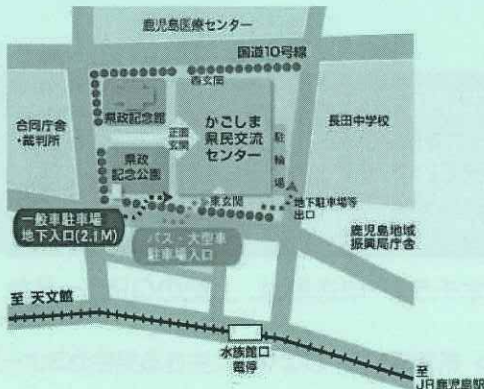 鹿児島医療センター
国道10号線
西玄関
県政記念館
合同庁舎
・裁判所
正面
玄関
かごしま
県民交流
センター
駐輪場
長田中学校
県政
記念公園
東玄関
地下駐車場等
出口
一般車駐車場
地下入口(2.1M)
バス・大型車
駐車場入口
鹿児島地域
振興局庁舎
至 天文館
水族館口
電停
至
JR鹿児島駅